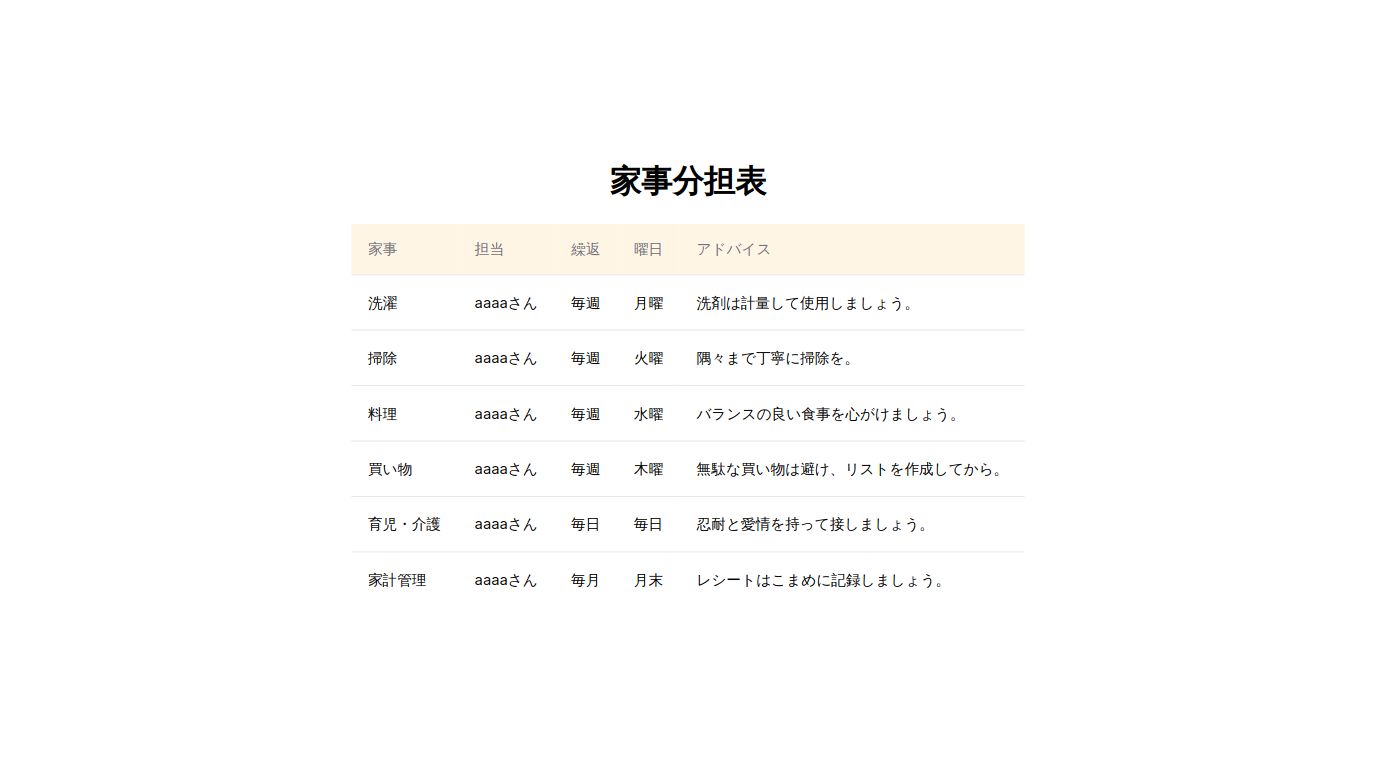 家事分担表
家事 担当 繰返 曜日 アドバイス
洗濯 aaaaさん 毎週 月曜 洗剤は計量して使用しましょう。
掃除 aaaaさん 毎週 火曜 隅々まで丁寧に掃除を。
料理 aaaaさん 毎週 水曜 バランスの良い食事を心がけましょう。
買い物 aaaaさん 毎週 木曜 無駄な買い物は避け、リストを作成してから。
育児・介護 aaaaさん 毎日 毎日 忍耐と愛情を持って接しましょう。
家計管理 aaaaさん 毎月 月末 レシートはこまめに記録しましょう。